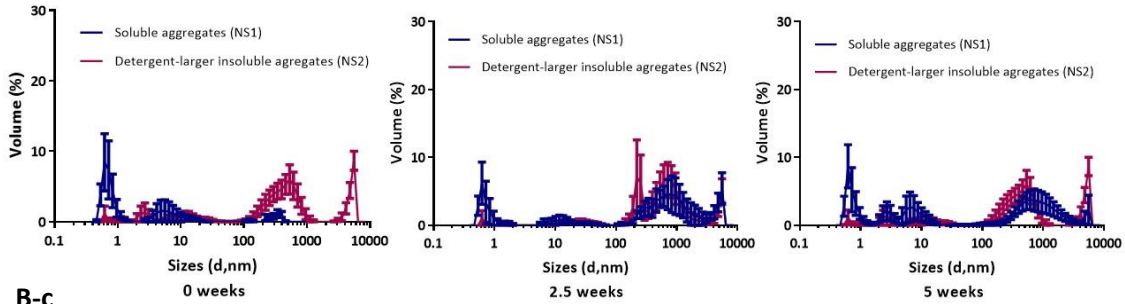 30
20
10
0
Volume (%)
Soluble aggregates (NS1)
Detergent-larger insoluble agregates (NS2)
0.1 1 10 100 1000 10000
Sizes (d,nm)
0 weeks
30
20
10
0
Volume (%)
Soluble aggregates (NS1)
Detergent-larger insoluble agregates (NS2)
0.1 1 10 100 1000 10000
Sizes (d,nm)
2.5 weeks
30
20
10
0
Volume (%)
Soluble aggregates (NS1)
Detergent-larger insoluble agregates (NS2)
0.1 1 10 100 1000 10000
Sizes (d,nm)
5 weeks
B-c